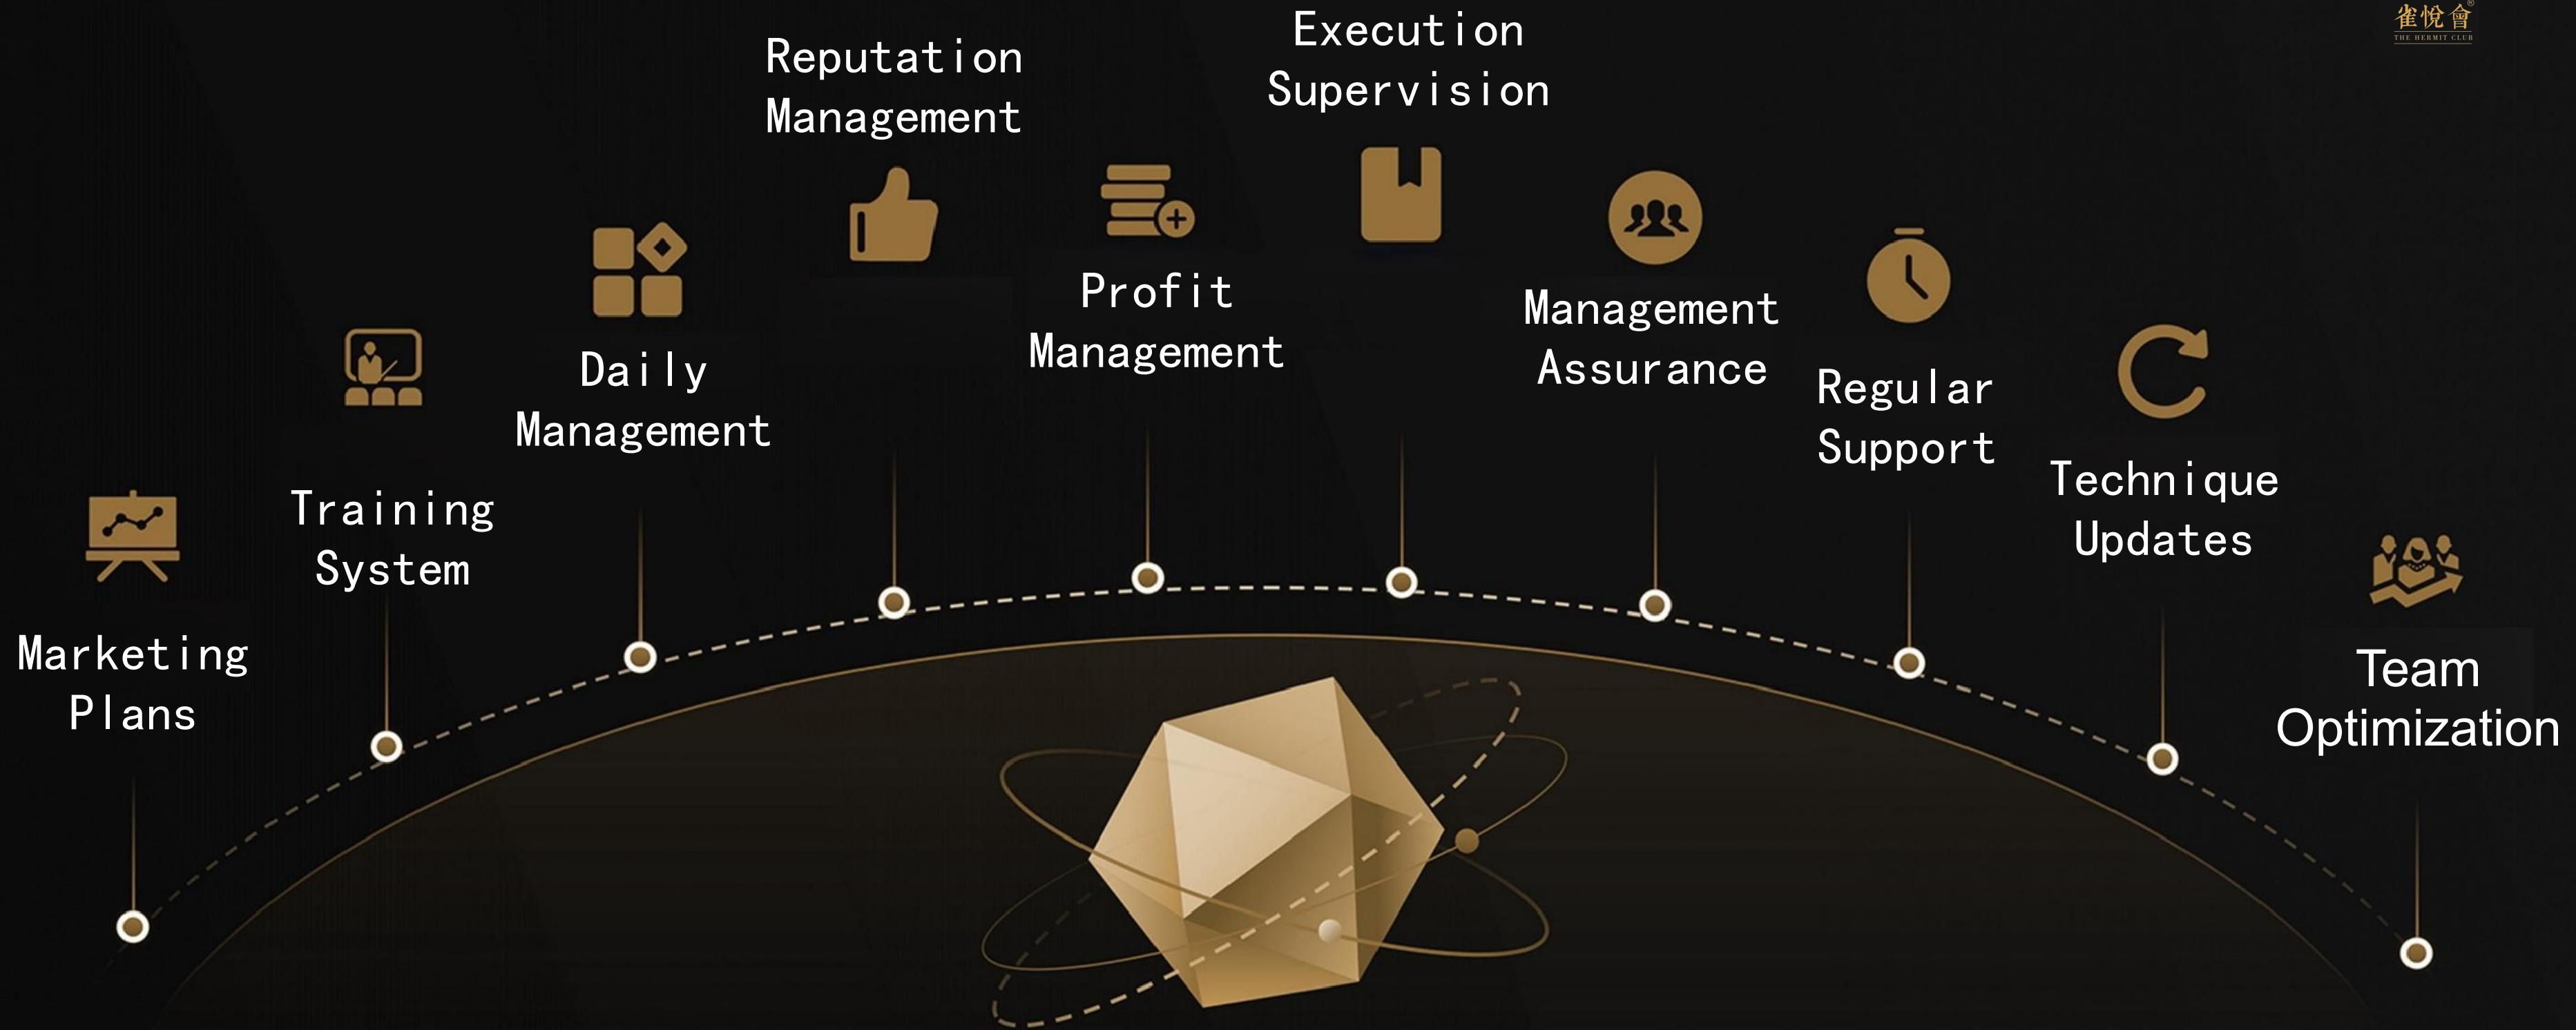 雀悅會®
THE HERMIT CLUB
Execution
Supervision
Reputation
Management
Profit
Management
Management
Assurance
Daily
Management
Regular
Support
Training
System
Technique
Updates
Marketing
Plans
Team
Optimization